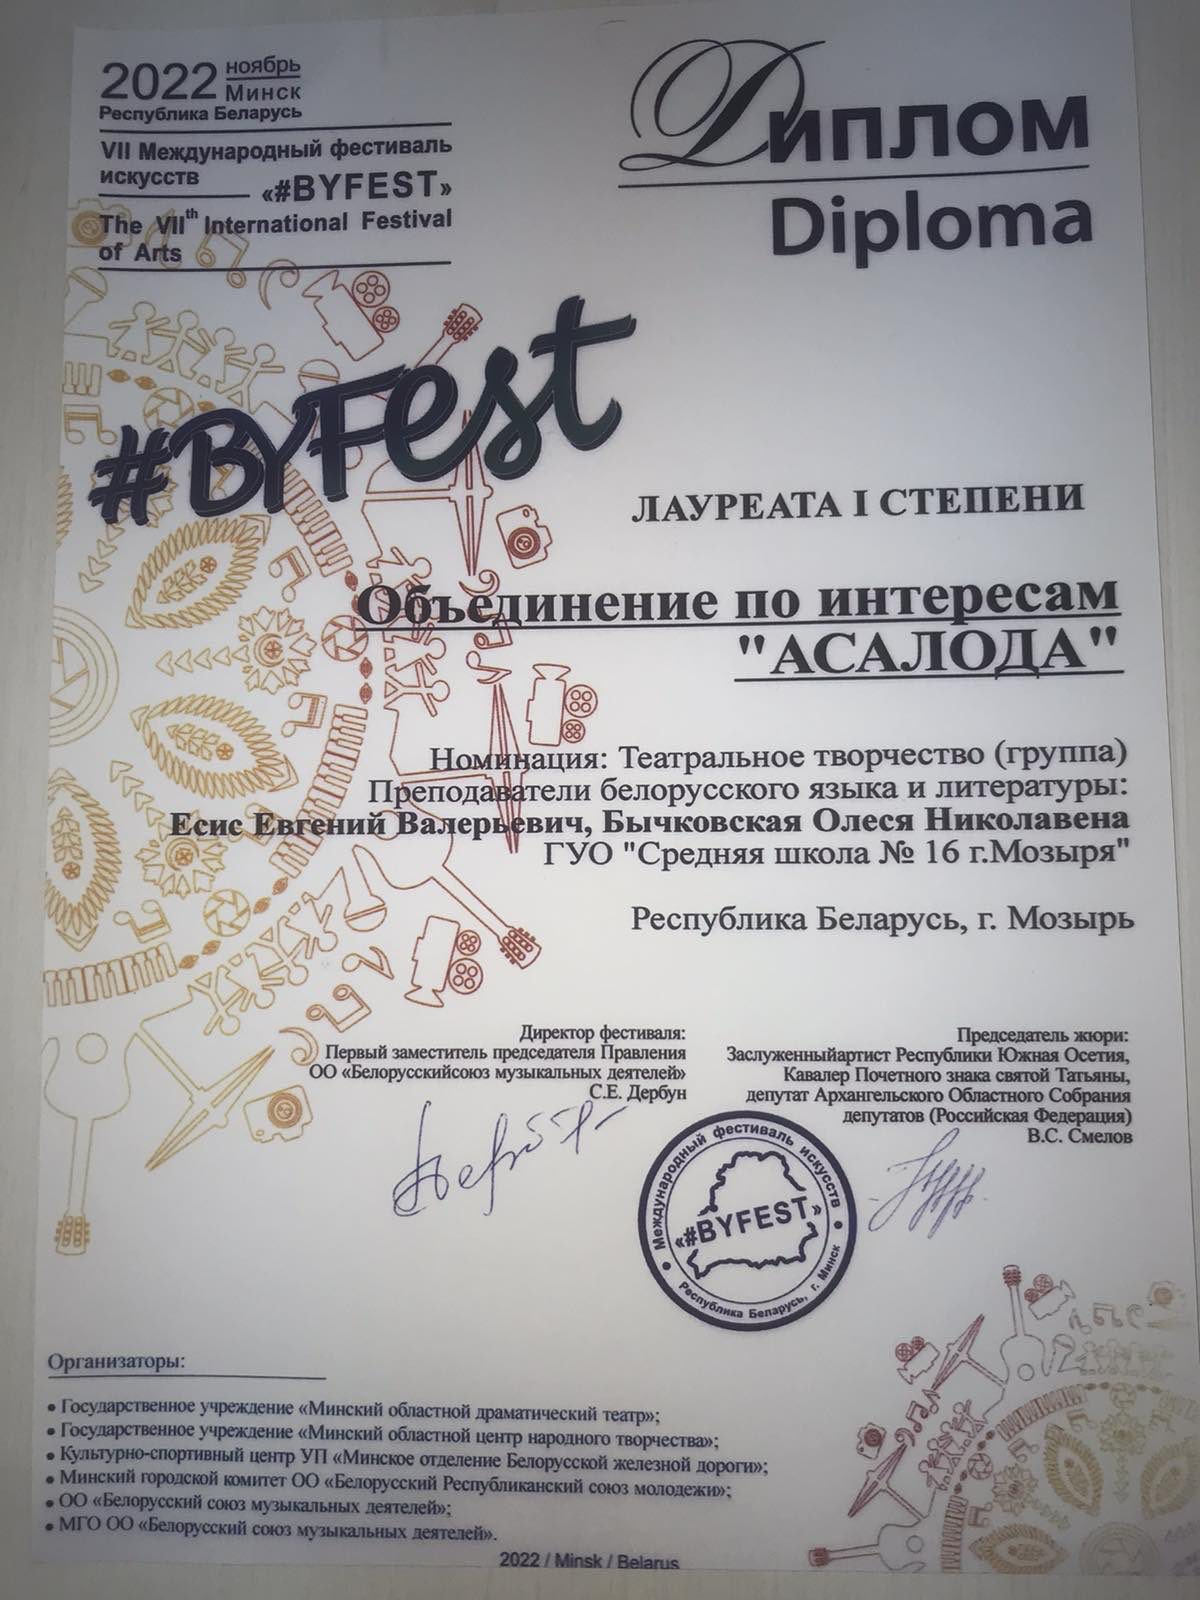 2022 ноябрь
Минск
Республика Беларусь
VII Международный фестиваль
искусств «#BYFEST»
The VIIth International Festival
of Arts
Диплом
Diploma
#BYFest
ЛАУРЕАТА I СТЕПЕНИ
Объединение по интересам
"АСАЛОДА"
Номинация: Театральное творчество (группа)
Преподаватели белорусского языка и литературы:
Есис Евгений Валерьевич, Бычковская Олеся Николавена
ГУО "Средняя школа № 16 г.Мозыря"
Республика Беларусь, г. Мозырь
Директор фестиваля:
Первый заместитель председателя Правления
ОО «Белорусскийсоюз музыкальных деятелей»
С.Е. Дербун
Председатель жюри:
Заслуженныйартист Республики Южная Осетия,
Кавалер Почетного знака святой Татьяны,
депутат Архангельского Областного Собрания
депутатов (Российская Федерация)
В.С. Смелов
Международный фестиваль искусств
«#BYFEST»
Республика Беларусь, г. Минск
Организаторы:
• Государственное учреждение «Минский областной драматический театр»;
• Государственное учреждение «Минский областной центр народного творчества»;
• Культурно-спортивный центр УП «Минское отделение Белорусской железной дороги»;
• Минский городской комитет ОО «Белорусский Республиканский союз молодежи»;
• ОО «Белорусский союз музыкальных деятелей»;
• МГО ОО «Белорусский союз музыкальных деятелей».
2022 / Minsk / Belarus